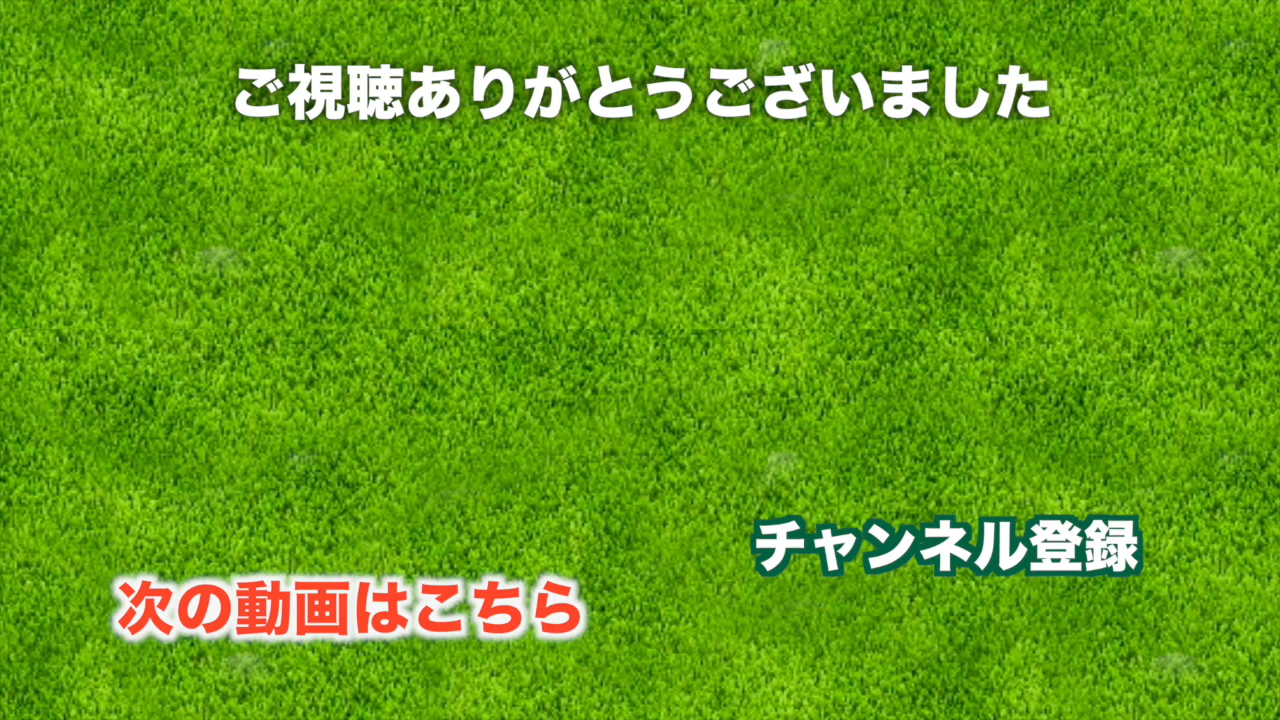 ご視聴ありがとうございました
チャンネル登録
次の動画はこちら